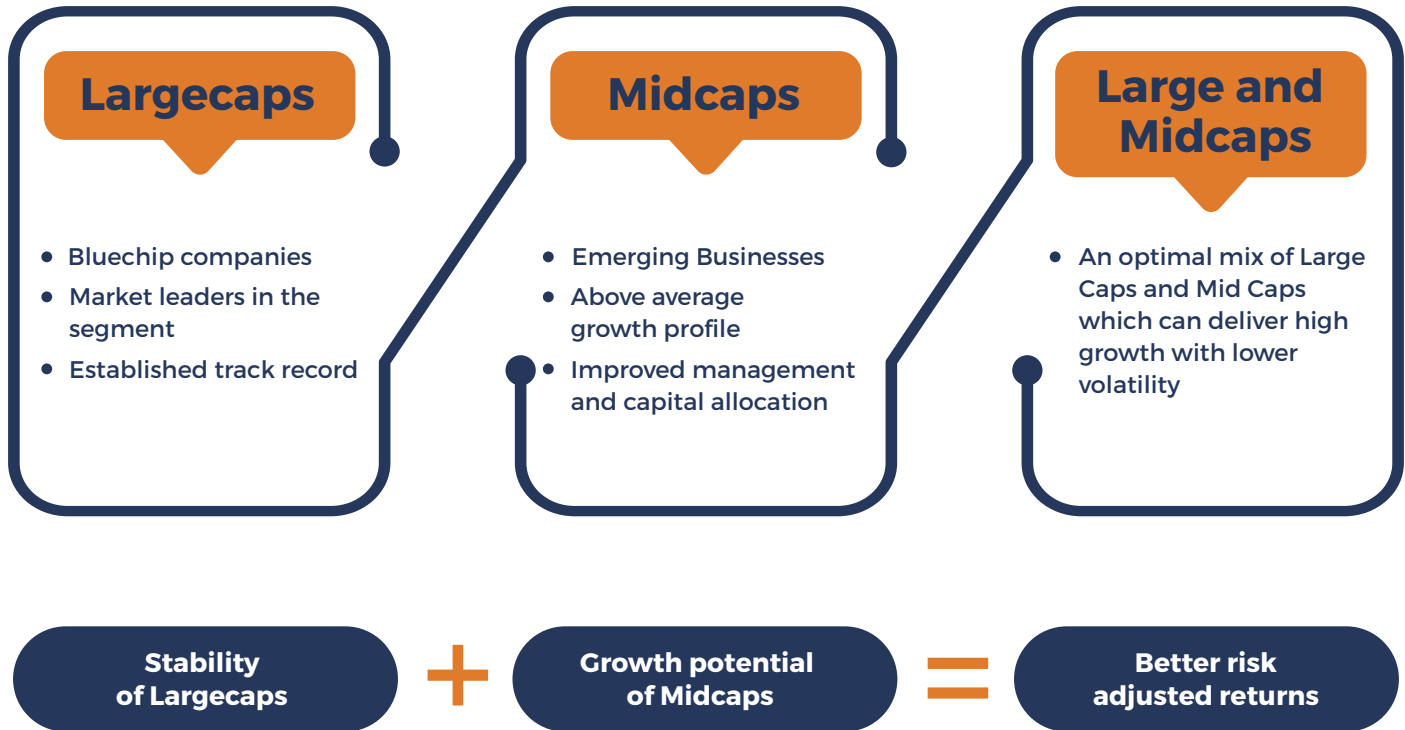 Largecaps
Bluechip companies
Market leaders in the
segment
Established track record
Midcaps
Emerging Businesses
Above average
growth profile
Improved management
and capital allocation
Large and
Midcaps
An optimal mix of Large
Caps and Mid Caps
which can deliver high
growth with lower
volatility
Stability
of Largecaps
+
Growth potential
of Midcaps
=
Better risk
adjusted returns